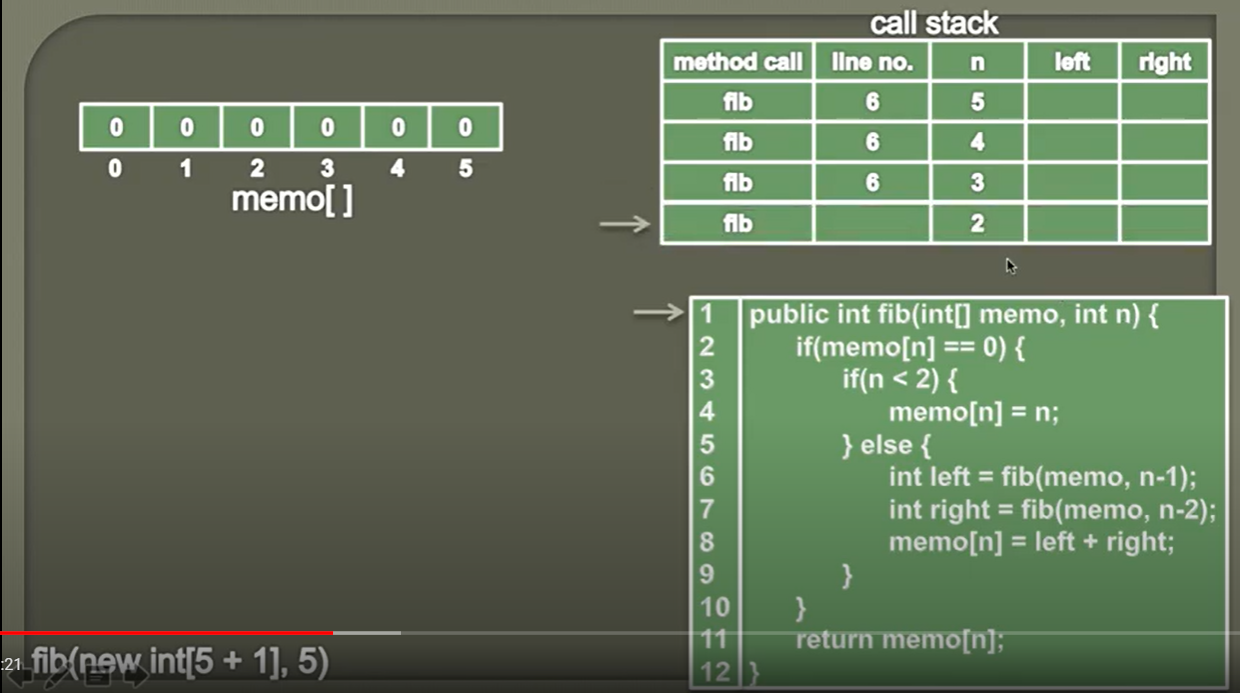 call stack
method call line no. n left right
fib 6 5
fib 6 4
fib 6 3
fib 2
0 0 0 0 0 0
0 1 2 3 4 5
memo[ ]
1 public int fib(int[] memo, int n) {
2 if(memo[n] == 0) {
3 if(n < 2) {
4 memo[n] = n;
5 } else {
6 int left = fib(memo, n-1);
7 int right = fib(memo, n-2);
8 memo[n] = left + right;
9 }
10 }
11 return memo[n];
12 }
:21 fib(new int[5 + 1], 5)